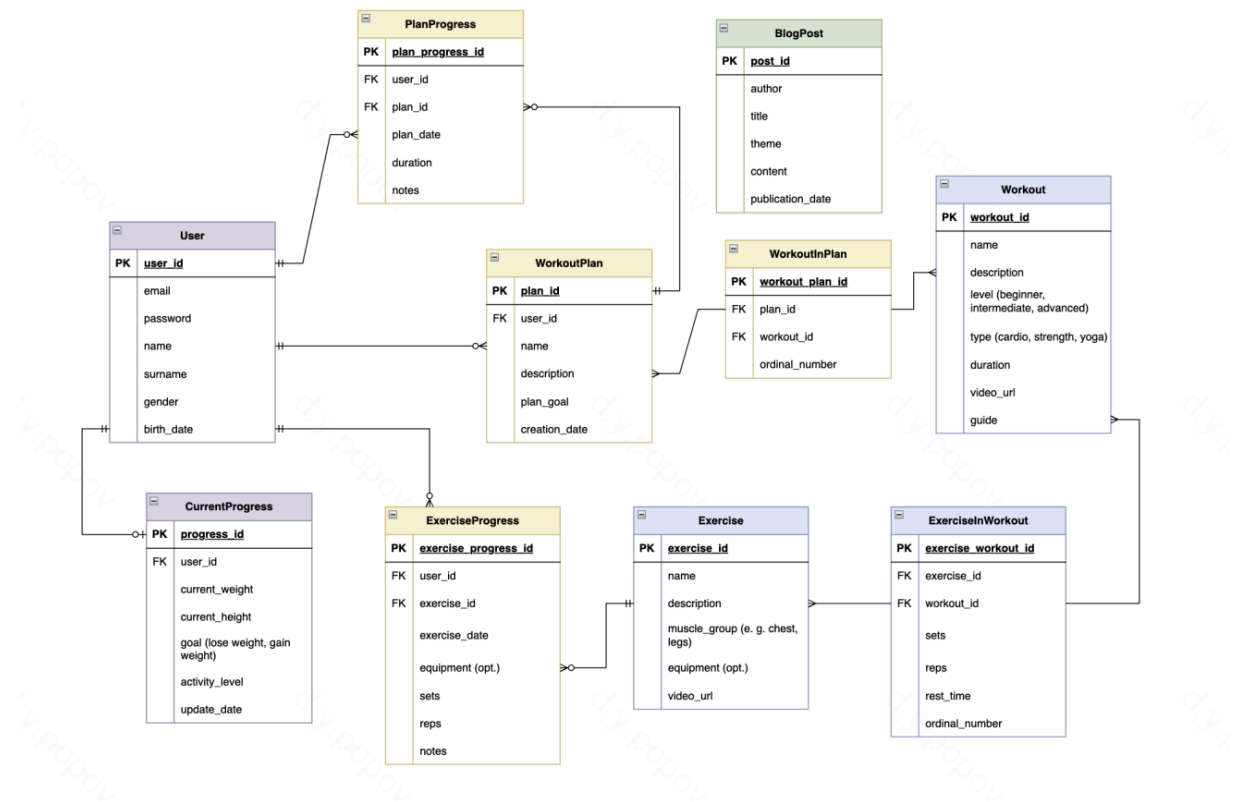 PlanProgress
PK plan_progress_id
FK user_id
FK plan_id
plan_date
duration
notes
BlogPost
PK post_id
author
title
theme
content
publication_date
Workout
PK workout_id
name
description
level (beginner,
intermediate, advanced)
type (cardio, strength, yoga)
duration
video_url
guide
User
PK user_id
email
password
name
surname
gender
birth_date
WorkoutPlan
PK plan_id
FK user_id
name
description
plan_goal
creation_date
WorkoutInPlan
PK workout_plan_id
FK plan_id
FK workout_id
ordinal_number
CurrentProgress
PK progress_id
FK user_id
current_weight
current_height
goal (lose weight, gain
weight)
activity_level
update_date
ExerciseProgress
PK exercise_progress_id
FK user_id
FK exercise_id
exercise_date
equipment (opt.)
sets
reps
notes
Exercise
PK exercise_id
name
description
muscle_group (e. g. chest,
legs)
equipment (opt.)
video_url
ExerciseInWorkout
PK exercise_workout_id
FK exercise_id
FK workout_id
sets
reps
rest_time
ordinal_number
d.y.popov